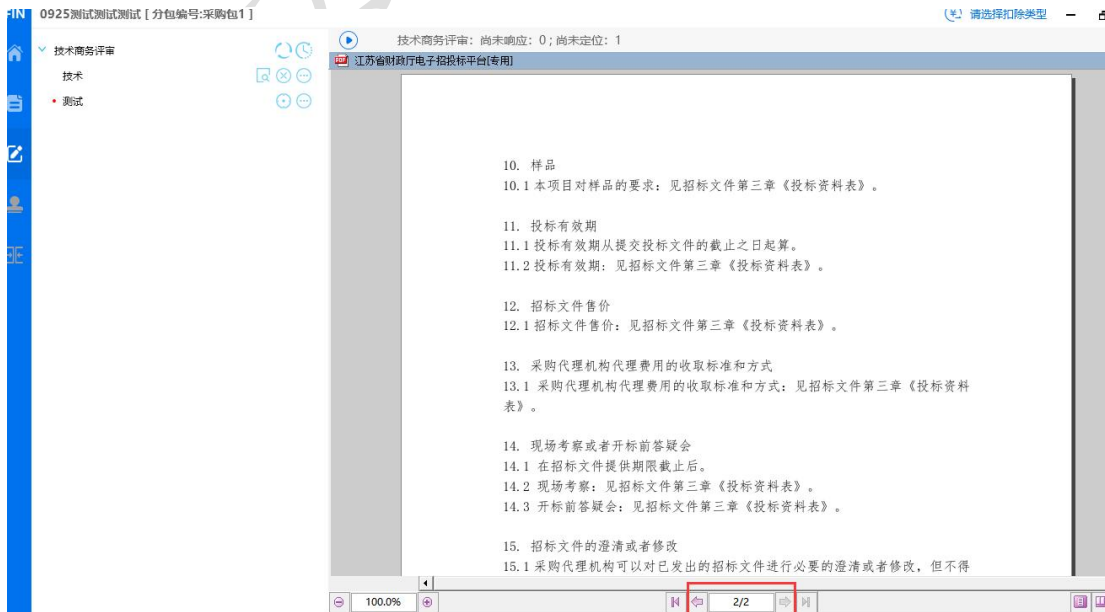 FIN
0925测试测试测试 [ 分包编号:采购包1 ]
请选择扣除类型
技术商务评审
技术
测试
技术商务评审：尚未响应：0 ; 尚未定位：1
江苏省财政厅电子招投标平台[专用]
10. 样品
10.1 本项目对样品的要求：见招标文件第三章《投标资料表》。
11. 投标有效期
11.1 投标有效期从提交投标文件的截止之日起算。
11.2 投标有效期：见招标文件第三章《投标资料表》。
12. 招标文件售价
12.1 招标文件售价：见招标文件第三章《投标资料表》。
13. 采购代理机构代理费用的收取标准和方式
13.1 采购代理机构代理费用的收取标准和方式：见招标文件第三章《投标资料
表》。
14. 现场考察或者开标前答疑会
14.1 在招标文件提供期限截止后。
14.2 现场考察：见招标文件第三章《投标资料表》。
14.3 开标前答疑会：见招标文件第三章《投标资料表》。
15. 招标文件的澄清或者修改
15.1 采购代理机构可以对已发出的招标文件进行必要的澄清或者修改，但不得
100.0%
2/2